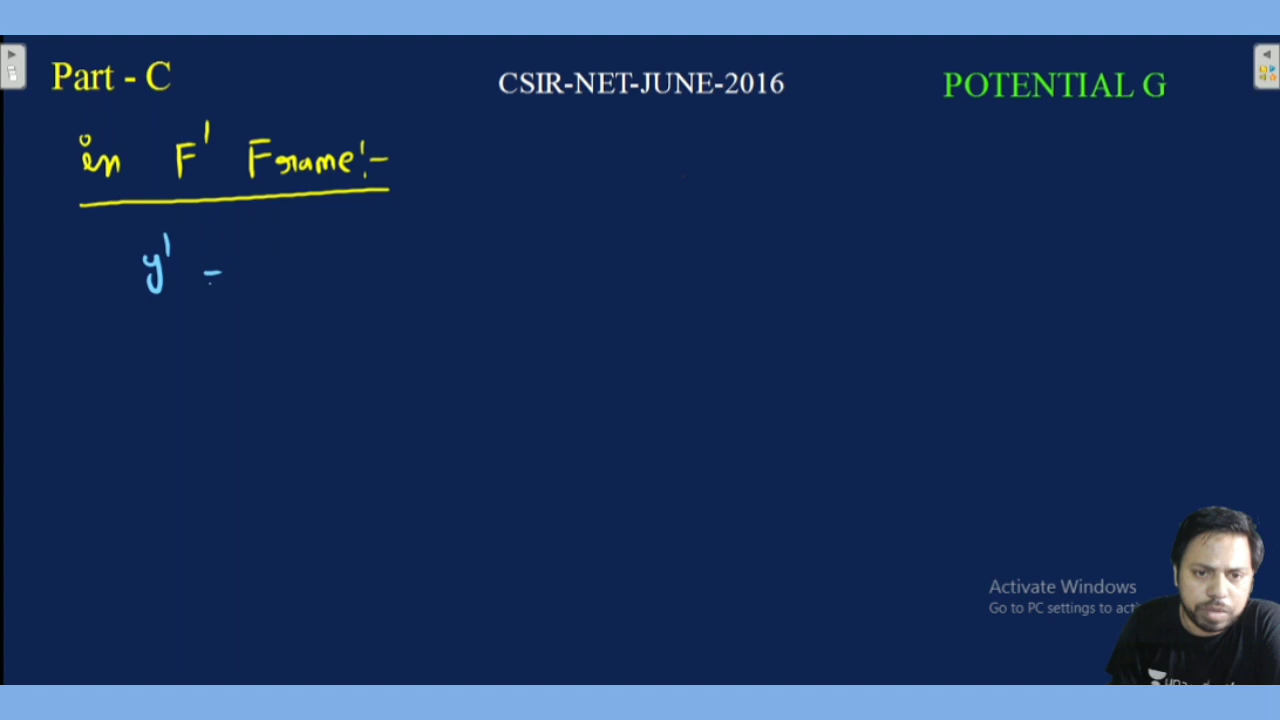 Part - C
CSIR-NET-JUNE-2016
POTENTIAL G
in F' Frame:-
y' =
Activate Windows
Go to PC settings to acti